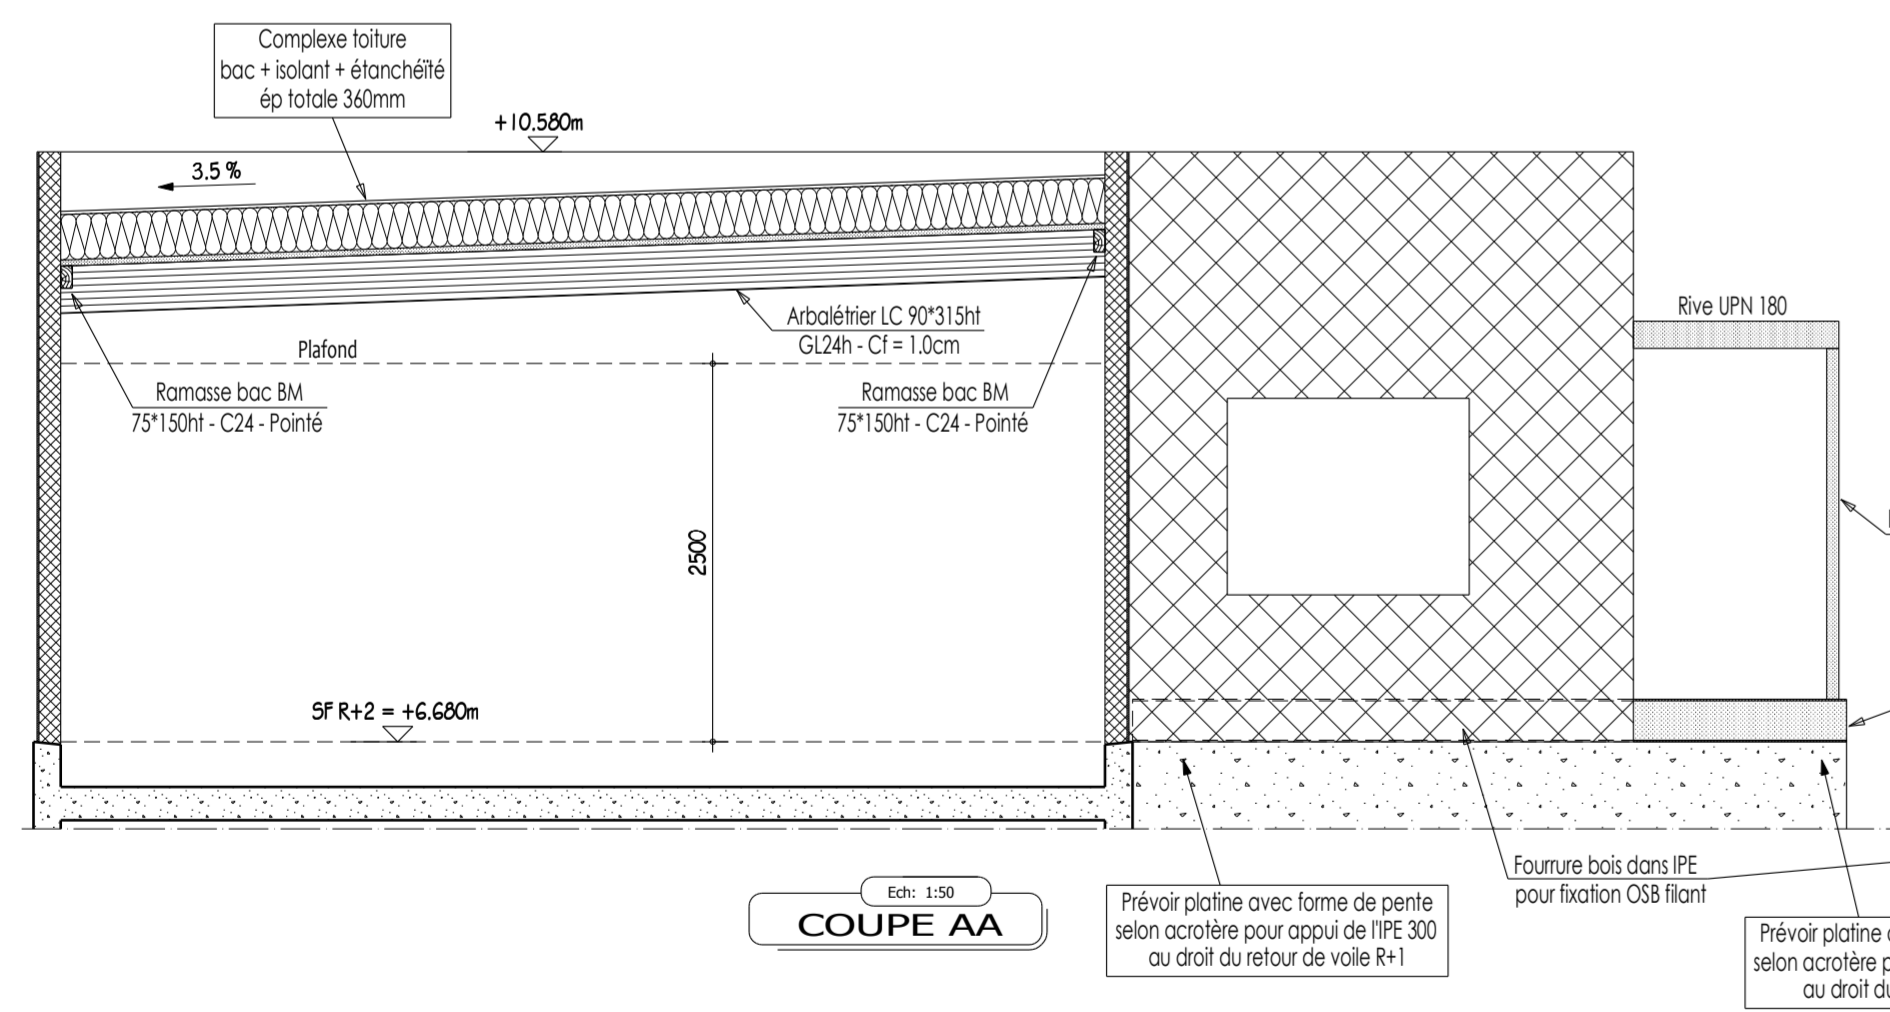 Complexe toiture
bac + isolant + étanchéïté
ép totale 360mm
+10.580m
3.5 %
Rive UPN 180
Arbalétrier LC 90*315ht
GL24h - Cf = 1.0cm
Plafond
Ramasse bac BM
75*150ht - C24 - Pointé
Ramasse bac BM
75*150ht - C24 - Pointé
2500
SF R+2 = +6.680m
Fourrure bois dans IPE
pour fixation OSB filant
Ech: 1:50
COUPE AA
Prévoir platine avec forme de pente
selon acrotère pour appui de l'IPE 300
au droit du retour de voile R+1
Prévoir platine
selon acrotère
au droit